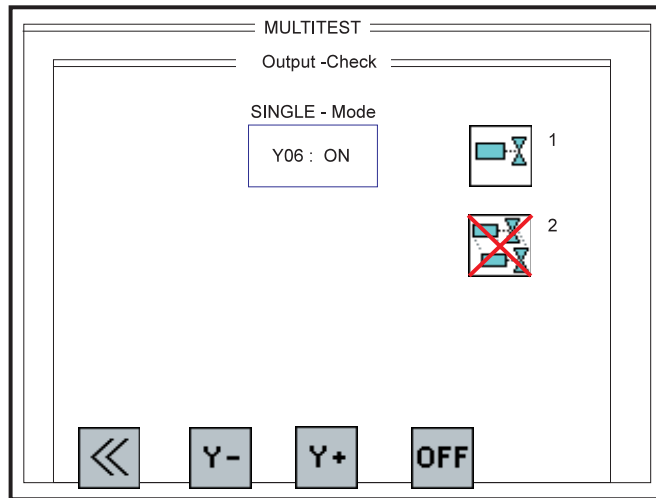 MULTITEST
Output -Check
SINGLE - Mode
Y06 : ON
1
2
Y- Y+ OFF